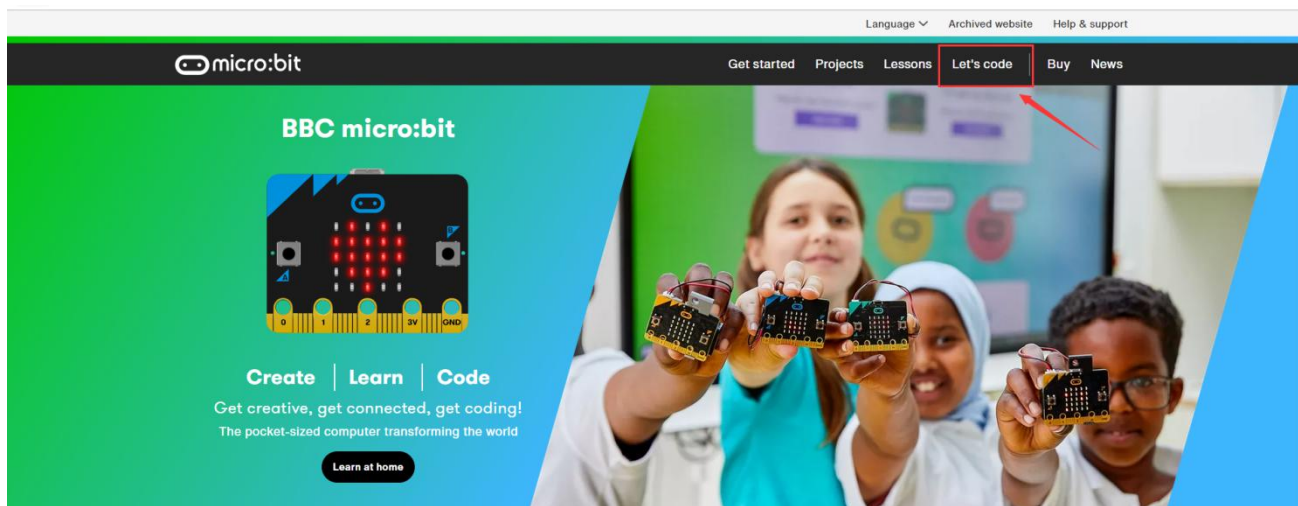 Language Archived website Help & support
micro:bit Get started Projects Lessons Let's code Buy News
BBC micro:bit
A
B
0 1 2 3V GND
Create Learn Code
Get creative, get connected, get coding!
The pocket-sized computer transforming the world
Learn at home